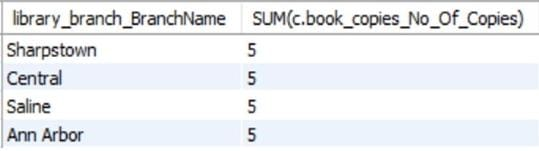 library_branch_BranchName SUM(c.book_copies_No_Of_Copies)
Sharpstown 5
Central 5
Saline 5
Ann Arbor 5